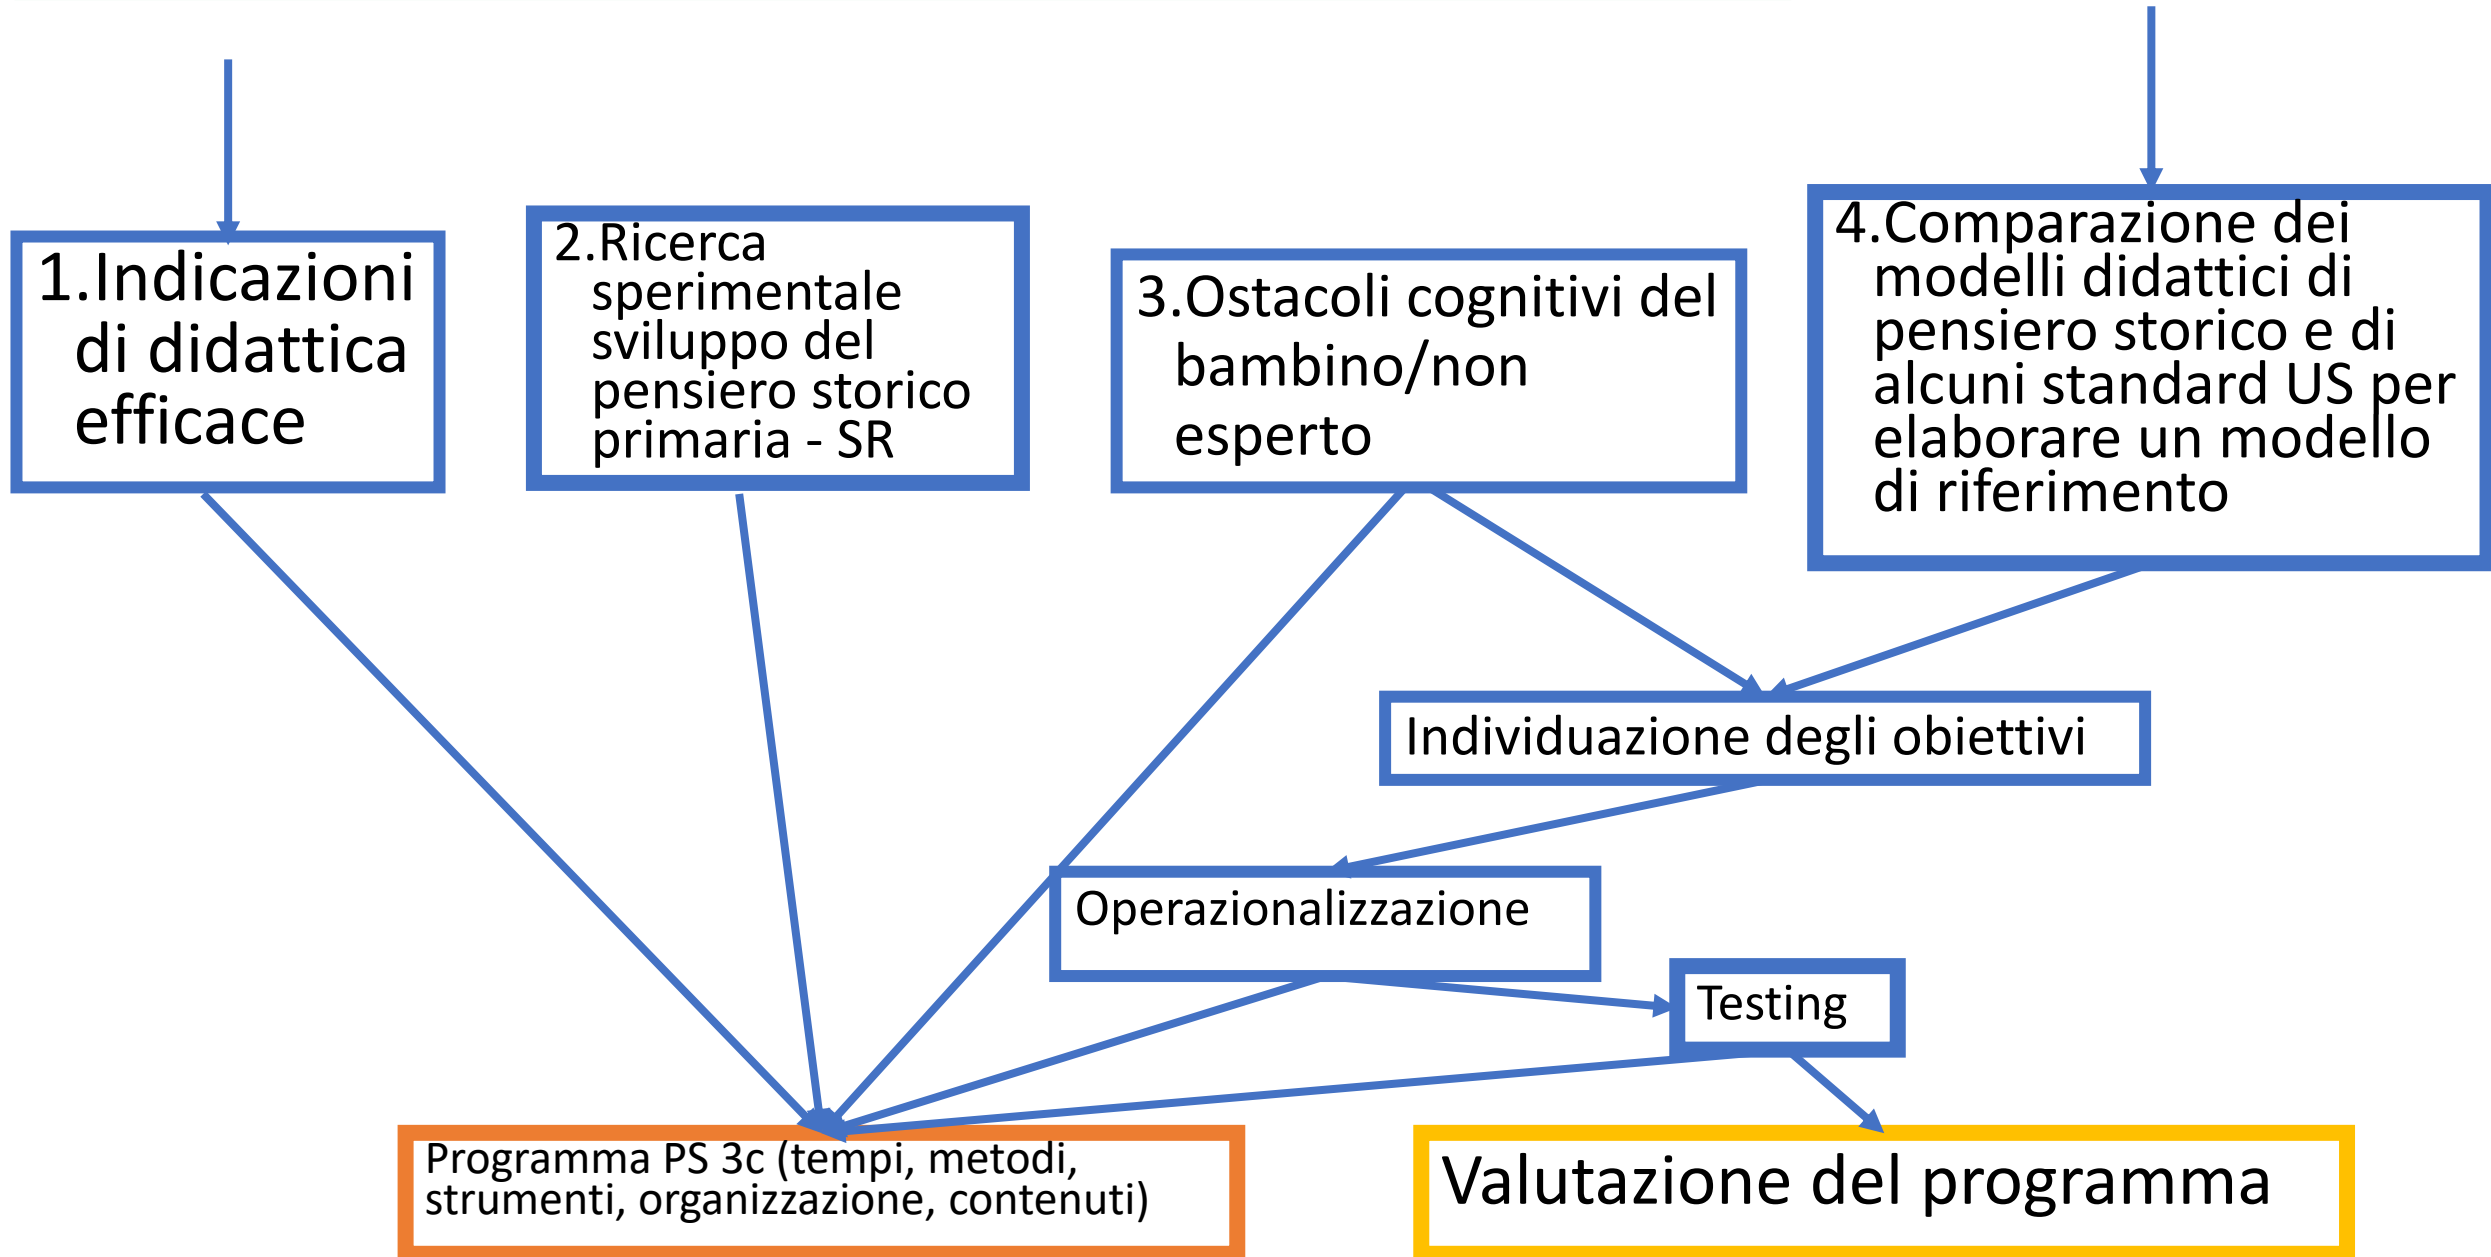 1.Indicazioni
di didattica
efficace
2.Ricerca
sperimentale
sviluppo del
pensiero storico
primaria - SR
3.Ostacoli cognitivi del
bambino/non
esperto
4.Comparazione dei
modelli didattici di
pensiero storico e di
alcuni standard US per
elaborare un modello
di riferimento
Individuazione degli obiettivi
Operazionalizzazione
Testing
Programma PS 3c (tempi, metodi,
strumenti, organizzazione, contenuti)
Valutazione del programma